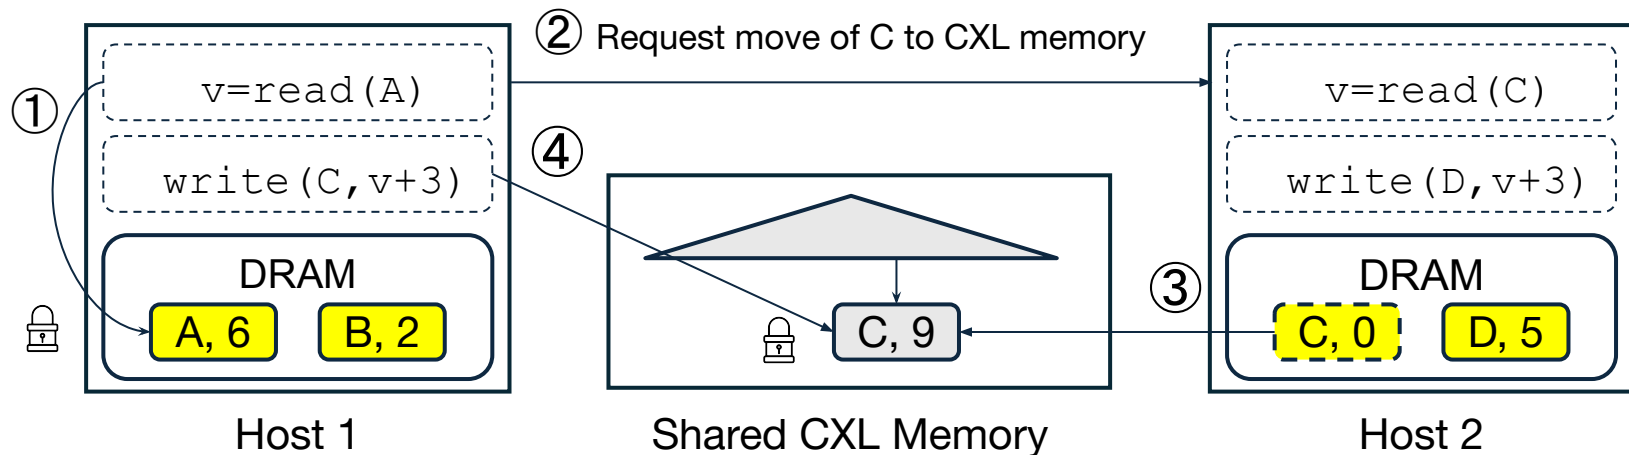 ② Request move of C to CXL memory
①
v=read(A)
write(C,v+3)
DRAM
A, 6
B, 2
Host 1
④
C, 9
Shared CXL Memory
③
v=read(C)
write(D,v+3)
DRAM
C, 0
D, 5
Host 2